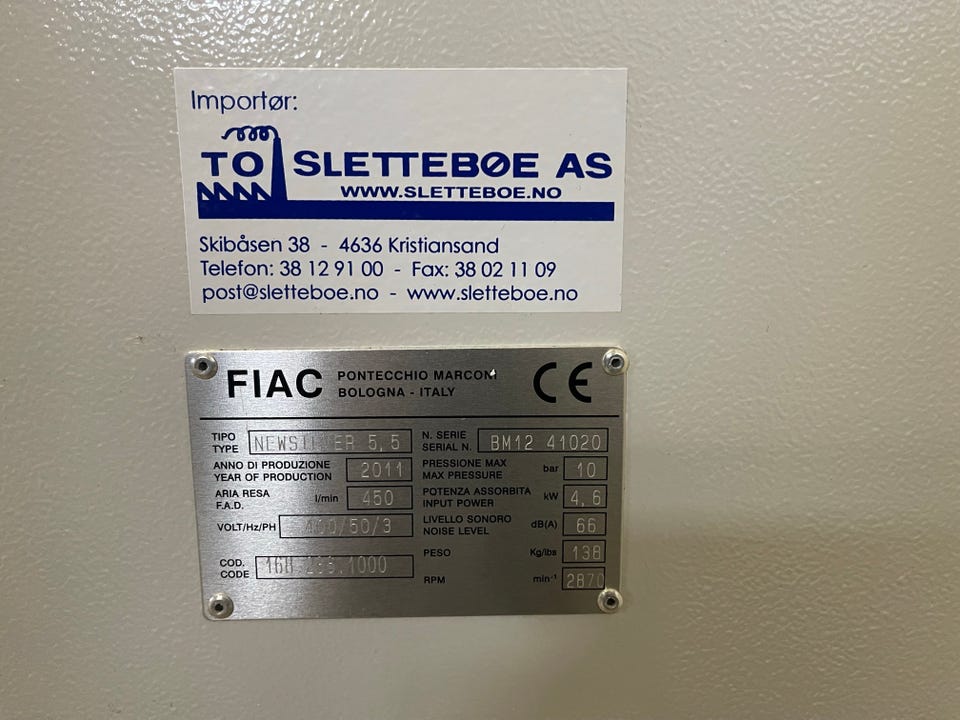 Importør:
TO SLETTEBØE AS
WWW.SLETTEBOE.NO
Skibåsen 38 - 4636 Kristiansand
Telefon: 38 12 91 00 - Fax: 38 02 11 09
post@sletteboe.no - www.sletteboe.no
FIAC PONTECCHIO MARCONI
BOLOGNA - ITALY
CE
TIPO
TYPE NEWSILVER 5,5
N. SERIE
SERIAL N. BM12 41020
ANNO DI PRODUZIONE
YEAR OF PRODUCTION 2011
PRESSIONE MAX
MAX PRESSURE bar 10
ARIA RESA
F.A.D. l/min 450
POTENZA ASSORBITA
INPUT POWER kW 4,6
VOLT/Hz/PH 400/50/3
LIVELLO SONORO
NOISE LEVEL dB(A) 66
PESO Kg/lbs 138
COD.
CODE
RPM min-1 2870